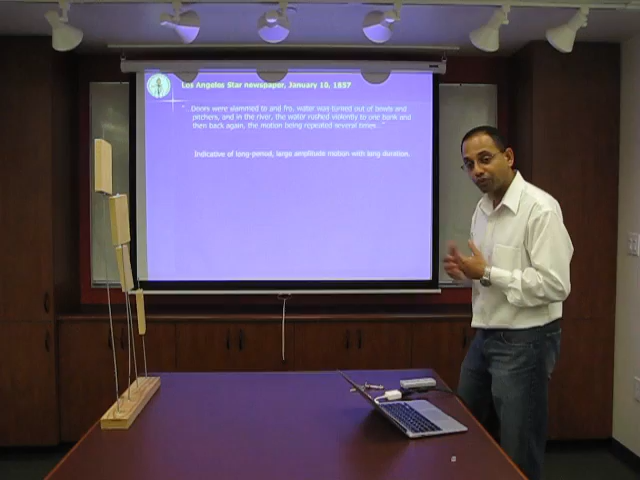 Los Angeles Star newspaper, January 10, 1857
"Doors were slammed to and fro, water was turned out of bowls and
pitchers, and in the river, the water rushed violently to one bank and
then back again, the motion being repeated several times. "
Indicative of long-period, large amplitude motion with long duration.